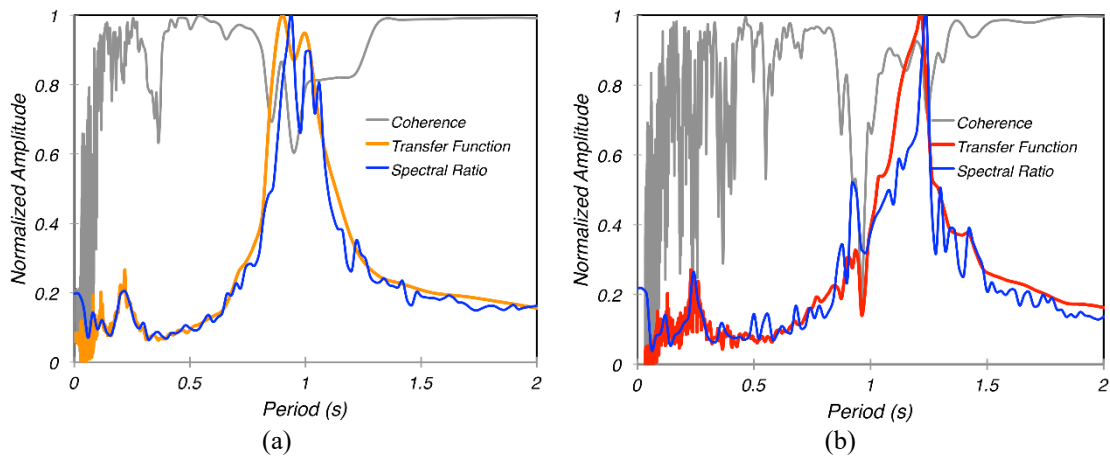 1
0.8
0.6
0.4
0.2
0
Normalized Amplitude
Coherence
Transfer Function
Spectral Ratio
0
0.5
1
1.5
2
Period (s)
(a)
1
0.8
0.6
0.4
0.2
0
Normalized Amplitude
Coherence
Transfer Function
Spectral Ratio
0
0.5
1
1.5
2
Period (s)
(b)